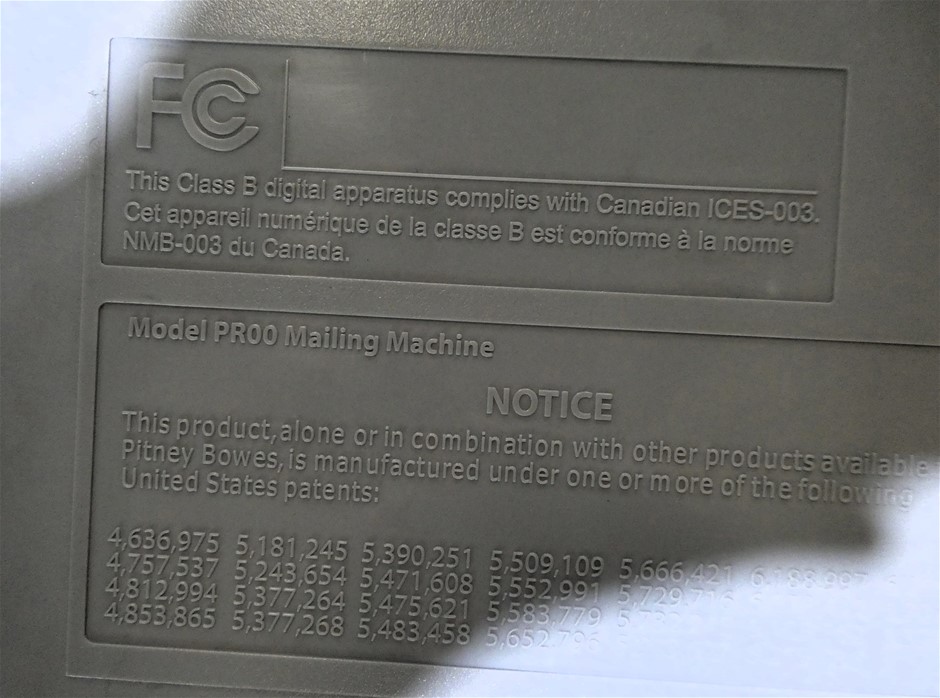 FC
This Class B digital apparatus complies with Canadian ICES-003.
Cet appareil numérique de la classe B est conforme à la norme
NMB-003 du Canada.
Model PR00 Mailing Machine
NOTICE
This product, alone or in combination with other products available
Pitney Bowes, is manufactured under one or more of the following
United States patents:
4,636,975 5,181,245 5,390,251 5,509,109 5,666,421
4,757,537 5,243,654 5,471,608 5,552,991
4,812,994 5,377,264 5,475,621 5,583,779
4,853,865 5,377,268 5,483,458 5,652,796